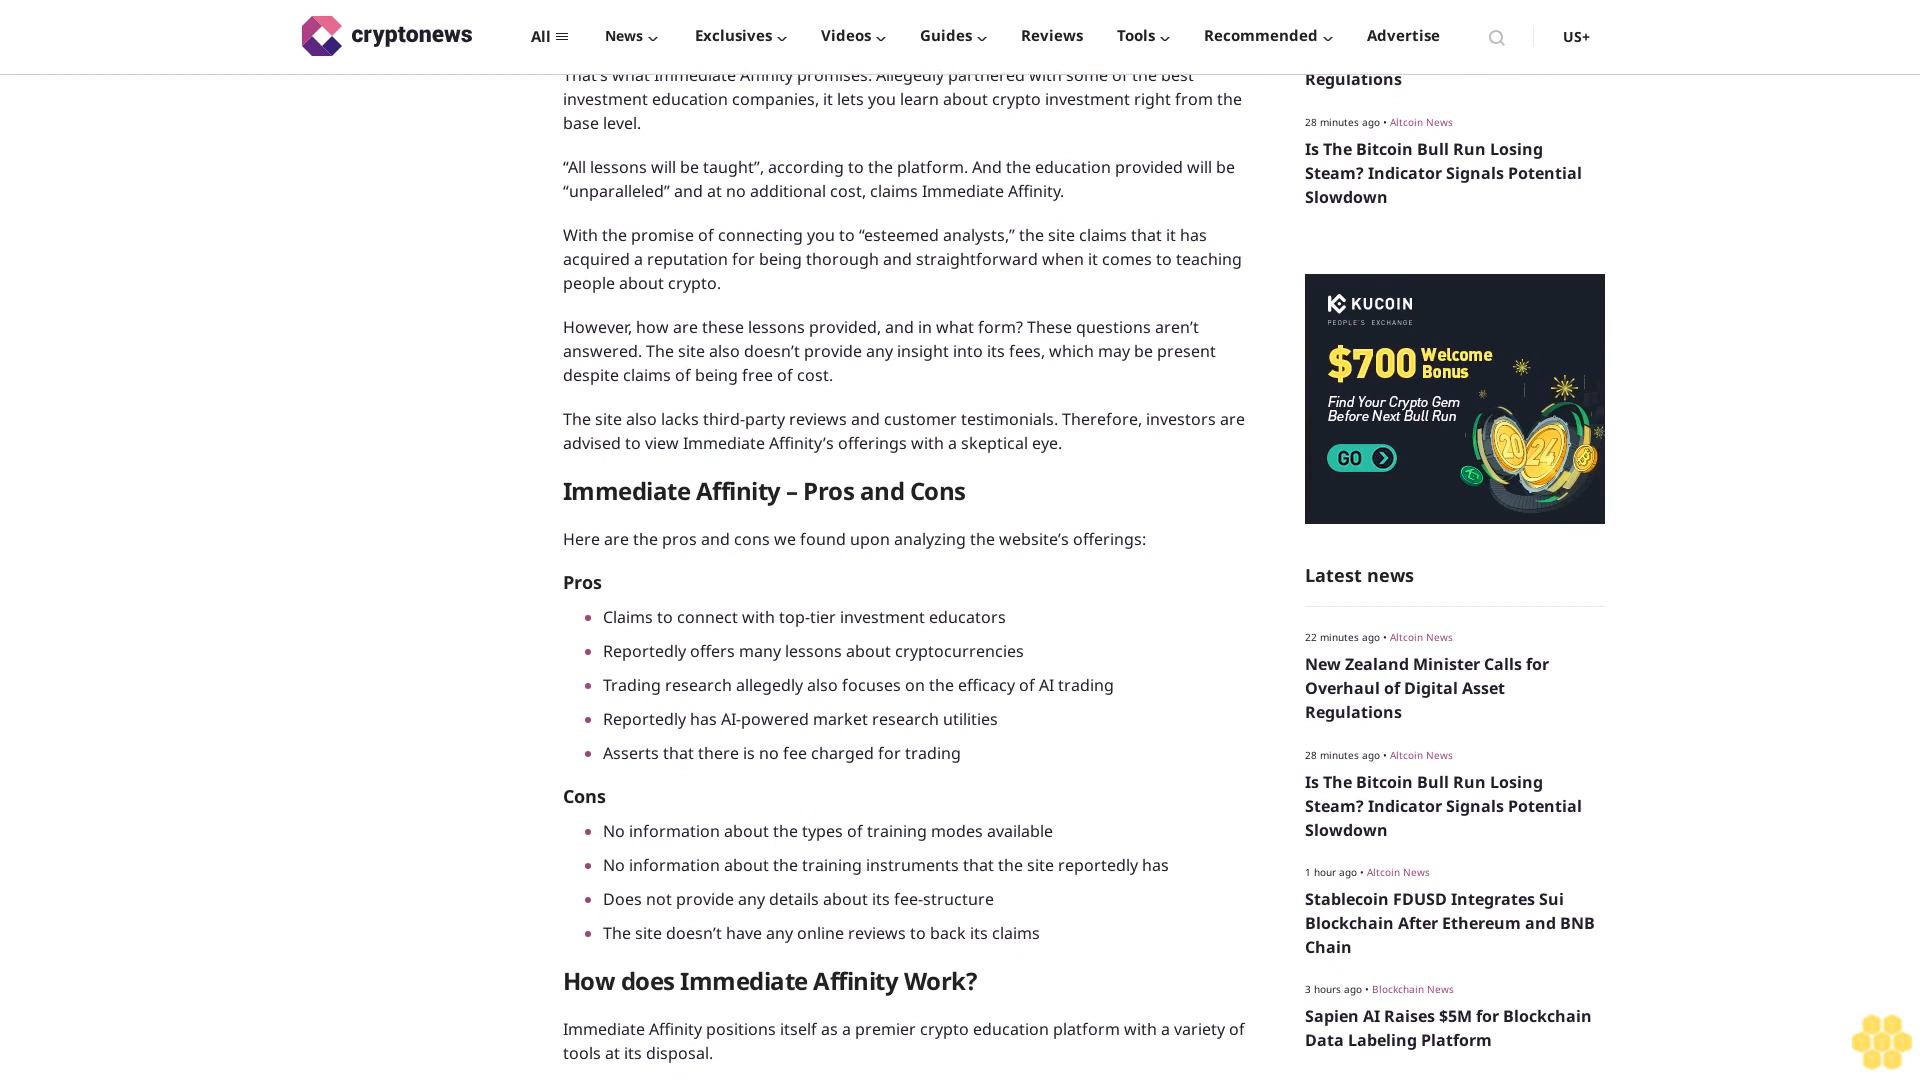 cryptonews
All
News
Exclusives
Videos
Guides
Reviews
Tools
Recommended
Advertise
US+
That’s what Immediate Affinity promises. Allegedly partnered with some of the best
investment education companies, it lets you learn about crypto investment right from the
base level.
“All lessons will be taught”, according to the platform. And the education provided will be
“unparalleled” and at no additional cost, claims Immediate Affinity.
With the promise of connecting you to “esteemed analysts,” the site claims that it has
acquired a reputation for being thorough and straightforward when it comes to teaching
people about crypto.
However, how are these lessons provided, and in what form? These questions aren’t
answered. The site also doesn’t provide any insight into its fees, which may be present
despite claims of being free of cost.
The site also lacks third-party reviews and customer testimonials. Therefore, investors are
advised to view Immediate Affinity’s offerings with a skeptical eye.
Immediate Affinity – Pros and Cons
Here are the pros and cons we found upon analyzing the website’s offerings:
Pros
Claims to connect with top-tier investment educators
Reportedly offers many lessons about cryptocurrencies
Trading research allegedly also focuses on the efficacy of AI trading
Reportedly has AI-powered market research utilities
Asserts that there is no fee charged for trading
Cons
No information about the types of training modes available
No information about the training instruments that the site reportedly has
Does not provide any details about its fee-structure
The site doesn’t have any online reviews to back its claims
How does Immediate Affinity Work?
Immediate Affinity positions itself as a premier crypto education platform with a variety of
tools at its disposal.
Regulations
28 minutes ago • Altcoin News
Is The Bitcoin Bull Run Losing
Steam? Indicator Signals Potential
Slowdown
KUCOIN
PEOPLE'S EXCHANGE
$700 Welcome
Bonus
Find Your Crypto Gem
Before Next Bull Run
GO
20 24
Latest news
22 minutes ago • Altcoin News
New Zealand Minister Calls for
Overhaul of Digital Asset
Regulations
28 minutes ago • Altcoin News
Is The Bitcoin Bull Run Losing
Steam? Indicator Signals Potential
Slowdown
1 hour ago • Altcoin News
Stablecoin FDUSD Integrates Sui
Blockchain After Ethereum and BNB
Chain
3 hours ago • Blockchain News
Sapien AI Raises $5M for Blockchain
Data Labeling Platform